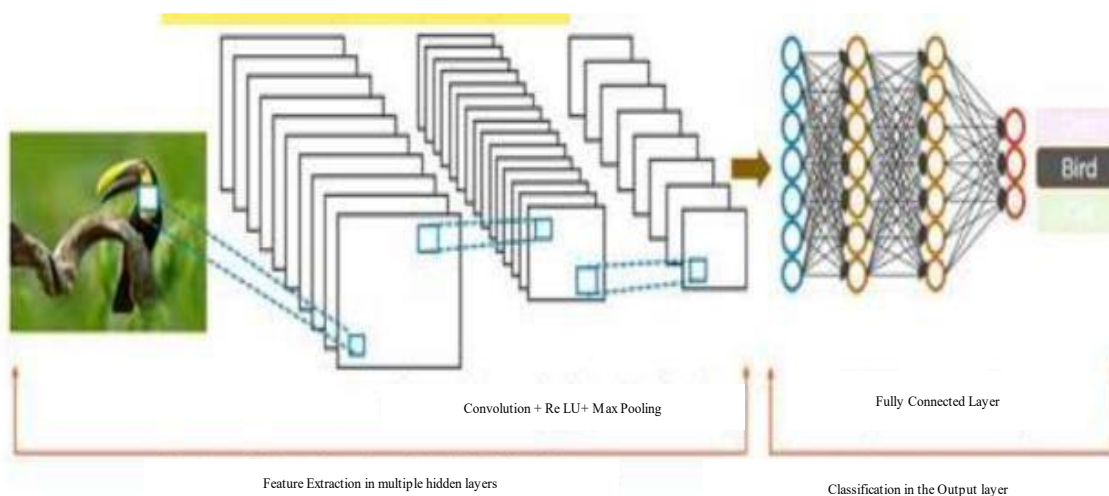 Bird
Convolution + Re LU+ Max Pooling
Fully Connected Layer
Feature Extraction in multiple hidden layers
Classification in the Output layer